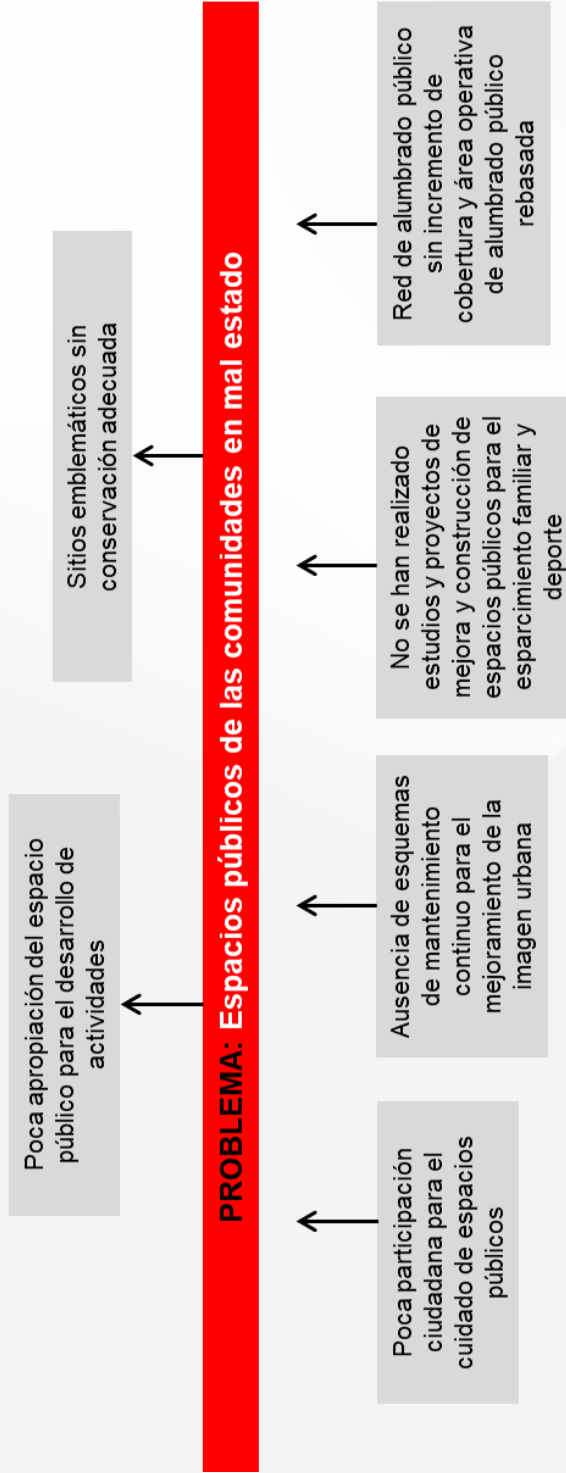 Poca apropiación del espacio
público para el desarrollo de
actividades
Sitios emblemáticos sin
conservación adecuada
PROBLEMA: Espacios públicos de las comunidades en mal estado
Poca participación
ciudadana para el
cuidado de espacios
públicos
Ausencia de esquemas
de mantenimiento
continuo para el
mejoramiento de la
imagen urbana
No se han realizado
estudios y proyectos de
mejora y construcción de
espacios públicos para el
esparcimiento familiar y
deporte
Red de alumbrado público
sin incremento de
cobertura y área operativa
de alumbrado público
rebasada